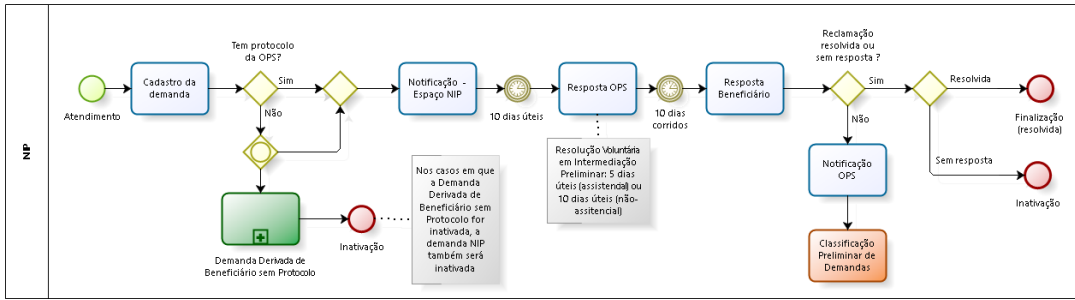 NIP
Atendimento
Cadastro da
demanda
Tem protocolo
da OPS?
Sim
Não
Demanda Derivada de
Beneficiário sem Protocolo
Inativação
Nos casos em que
a Demanda
Derivada de
Beneficiário sem
Protocolo for
inativada, a
demanda NIP
também será
inativada
Notificação -
Espaço NIP
10 dias úteis
Resposta OPS
Resolução Voluntária
em Intermediação
Preliminar: 5 dias
úteis (assistencial) ou
10 dias úteis (não-
assitencial)
10 dias
corridos
Resposta
Beneficiário
Reclamação
resolvida ou
sem resposta ?
Sim
Não
Notificação
OPS
Classificação
Preliminar de
Demandas
Resolvida
Finalização
(resolvida)
Sem resposta
Inativação